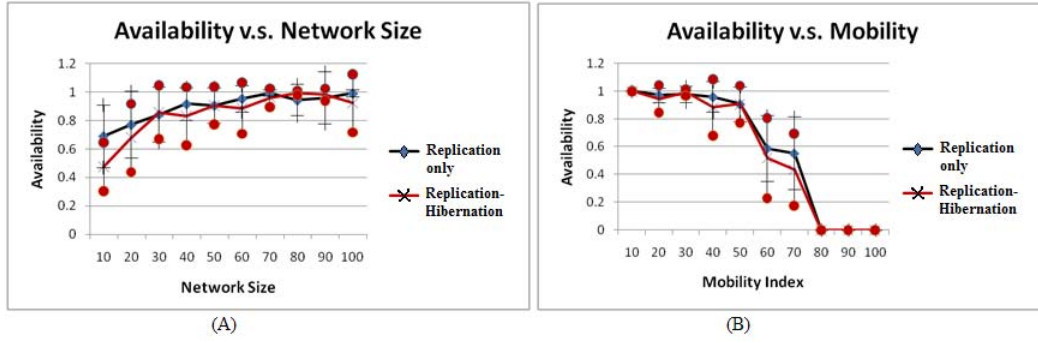 Availability v.s. Network Size
1.2
1
0.8
0.6
0.4
0.2
0
Availability
10 20 30 40 50 60 70 80 90 100
Network Size
Replication
only
Replication-
Hibernation
(A)
Availability v.s. Mobility
1.2
1
0.8
0.6
0.4
0.2
0
Availability
10 20 30 40 50 60 70 80 90 100
Mobility Index
Replication
only
Replication-
Hibernation
(B)